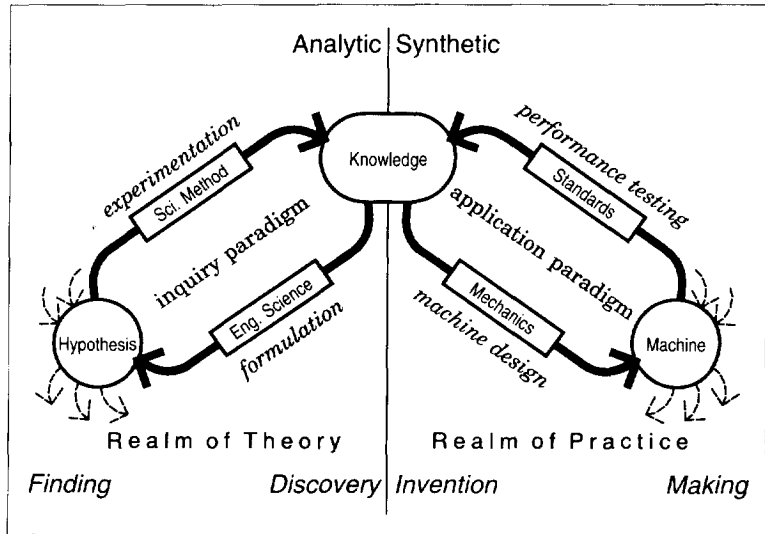 Analytic Synthetic
experimentation
Sci. Method
Knowledge
performance testing
Standards
inquiry paradigm
application paradigm
Hypothesis
Eng. Science
formulation
Mechanics
machine design
Machine
Realm of Theory
Realm of Practice
Finding
Discovery
Invention
Making